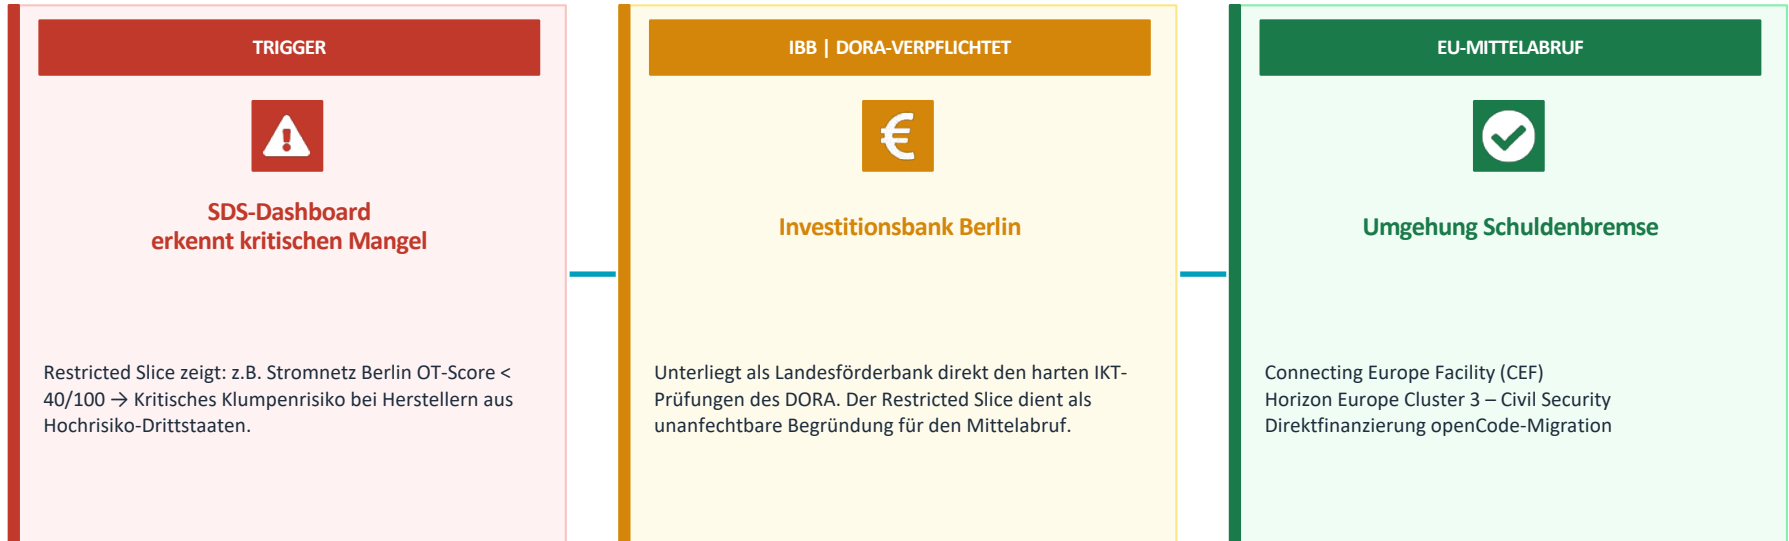 TRIGGER
SDS-Dashboard
erkennt kritischen Mangel
Restricted Slice zeigt: z.B. Stromnetz Berlin OT-Score <
40/100 → Kritisches Klumpenrisiko bei Herstellern aus
Hochrisiko-Drittstaaten.
IBB | DORA-VERPFLICHTET
€
Investitionsbank Berlin
Unterliegt als Landesförderbank direkt den harten IKT-
Prüfungen des DORA. Der Restricted Slice dient als
unanfechtbare Begründung für den Mittelabruf.
EU-MITTELABRUF
Umgehung Schuldenbremse
Connecting Europe Facility (CEF)
Horizon Europe Cluster 3 – Civil Security
Direktfinanzierung openCode-Migration